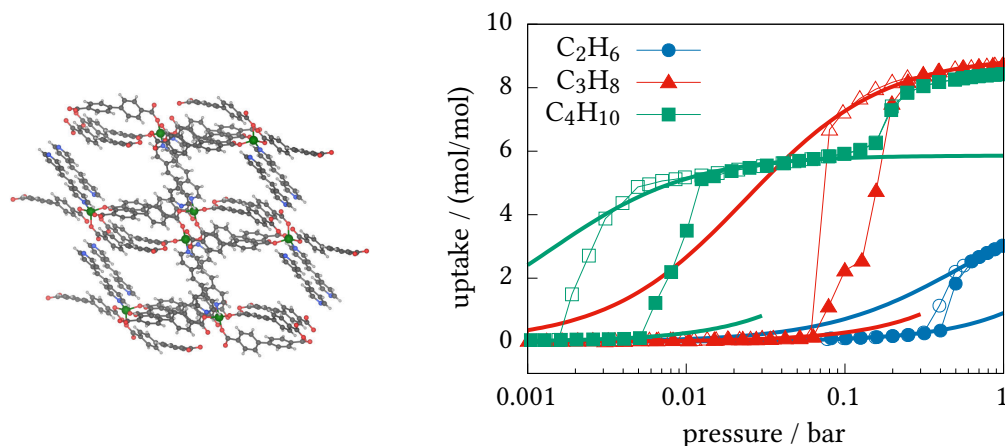 10
8
6
4
2
0
uptake / (mol/mol)
C₂H₆
C₃H₈
C₄H₁₀
0.001 0.01 0.1 1
pressure / bar